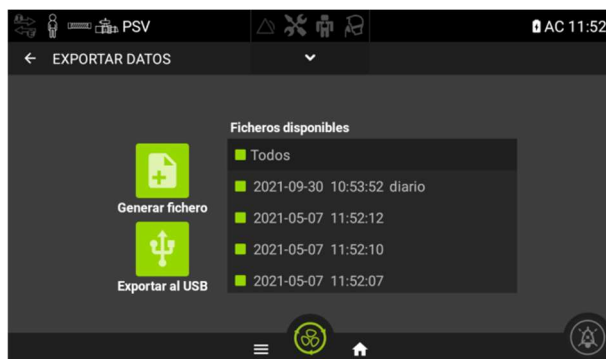 PSV
AC 11:52
EXPORTAR DATOS
Ficheros disponibles
Todos
2021-09-30 10:53:52 diario
Generar fichero
2021-05-07 11:52:12
2021-05-07 11:52:10
Exportar al USB
2021-05-07 11:52:07